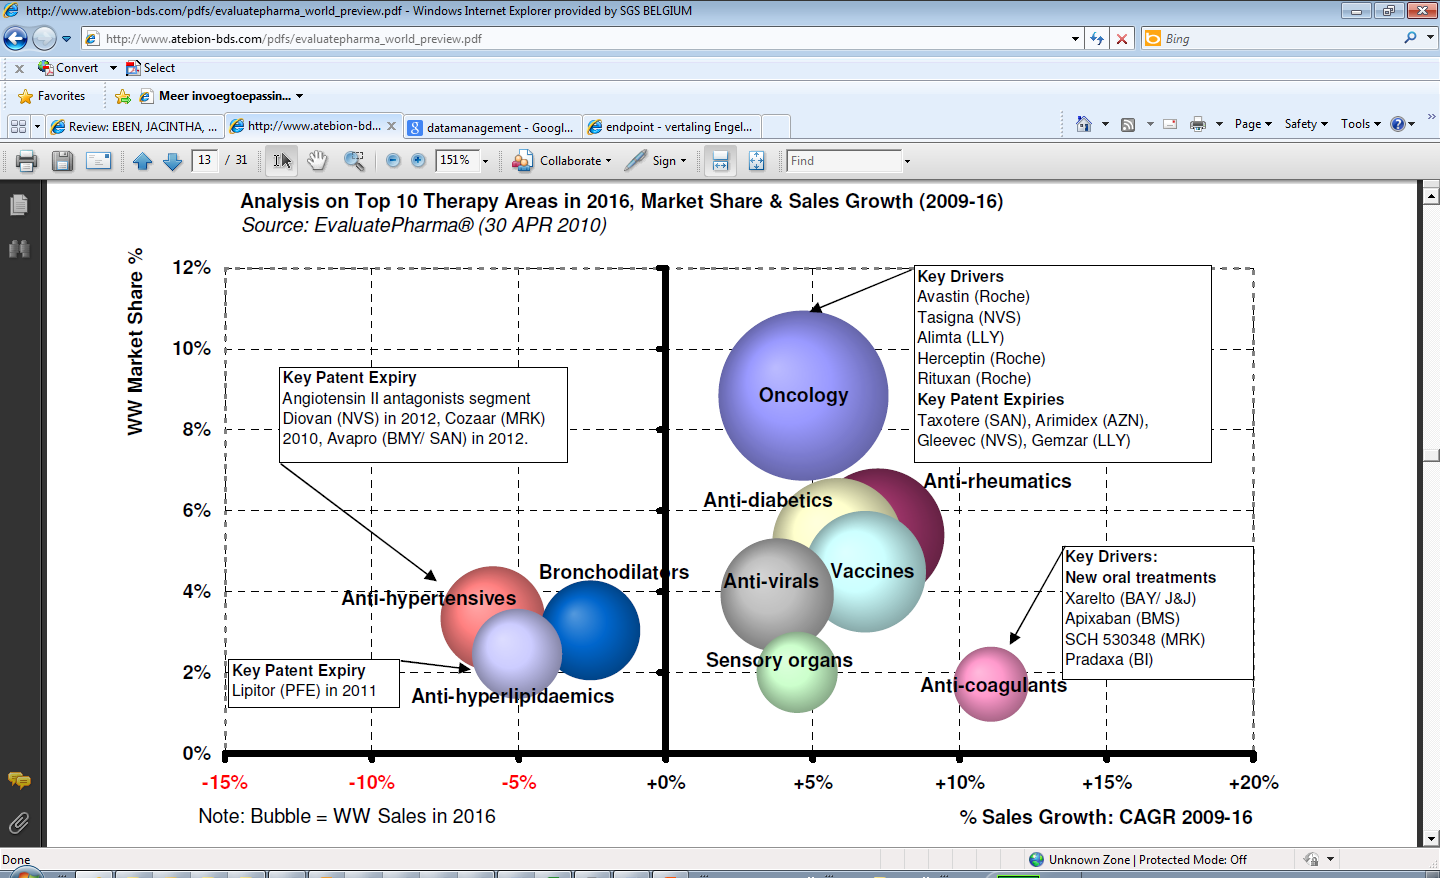 http://www.atebion-bds.com/pdfs/evaluatepharma_world_preview.pdf - Windows Internet Explorer provided by SGS BELGIUM
http://www.atebion-bds.com/pdfs/evaluatepharma_world_preview.pdf
Bing
x Convert Select
Favorites Meer invoegtoepassin...
Review: EBEN, JACINTHA, ...
http://www.atebion-bd...
datamanagement - Googl...
endpoint - vertaling Engel...
Page Safety Tools
13 / 31 151% Collaborate Sign Find
Analysis on Top 10 Therapy Areas in 2016, Market Share & Sales Growth (2009-16)
Source: EvaluatePharma® (30 APR 2010)
WW Market Share %
12%
10%
8%
6%
4%
2%
0%
Key Patent Expiry
Angiotensin II antagonists segment
Diovan (NVS) in 2012, Cozaar (MRK)
2010, Avapro (BMY/ SAN) in 2012.
Key Drivers
Avastin (Roche)
Tasigna (NVS)
Alimta (LLY)
Herceptin (Roche)
Rituxan (Roche)
Key Patent Expiries
Taxotere (SAN), Arimidex (AZN),
Gleevec (NVS), Gemzar (LLY)
Oncology
Anti-rheumatics
Anti-diabetics
Bronchodilators
Anti-virals
Vaccines
Anti-hypertensives
Key Drivers:
New oral treatments
Xarelto (BAY/ J&J)
Apixaban (BMS)
SCH 530348 (MRK)
Pradaxa (BI)
Key Patent Expiry
Lipitor (PFE) in 2011
Anti-hyperlipidaemics
Sensory organs
Anti-coagulants
-15% -10% -5% +0% +5% +10% +15% +20%
Note: Bubble = WW Sales in 2016
% Sales Growth: CAGR 2009-16
Done
Unknown Zone | Protected Mode: Off